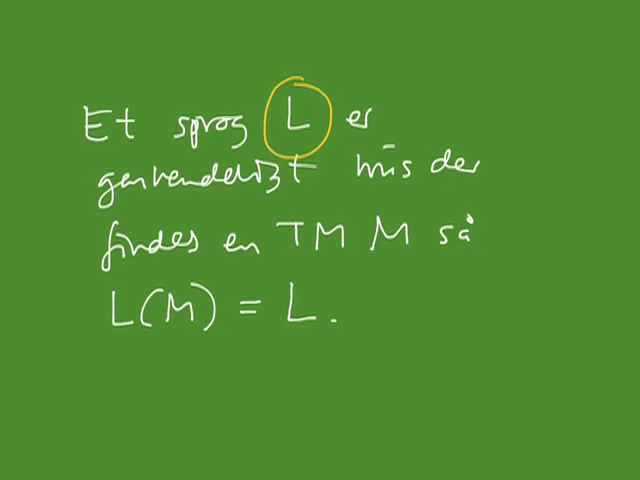 Et sprog L er
genkendeligt hvis der
findes en TM M så
L(M) = L.